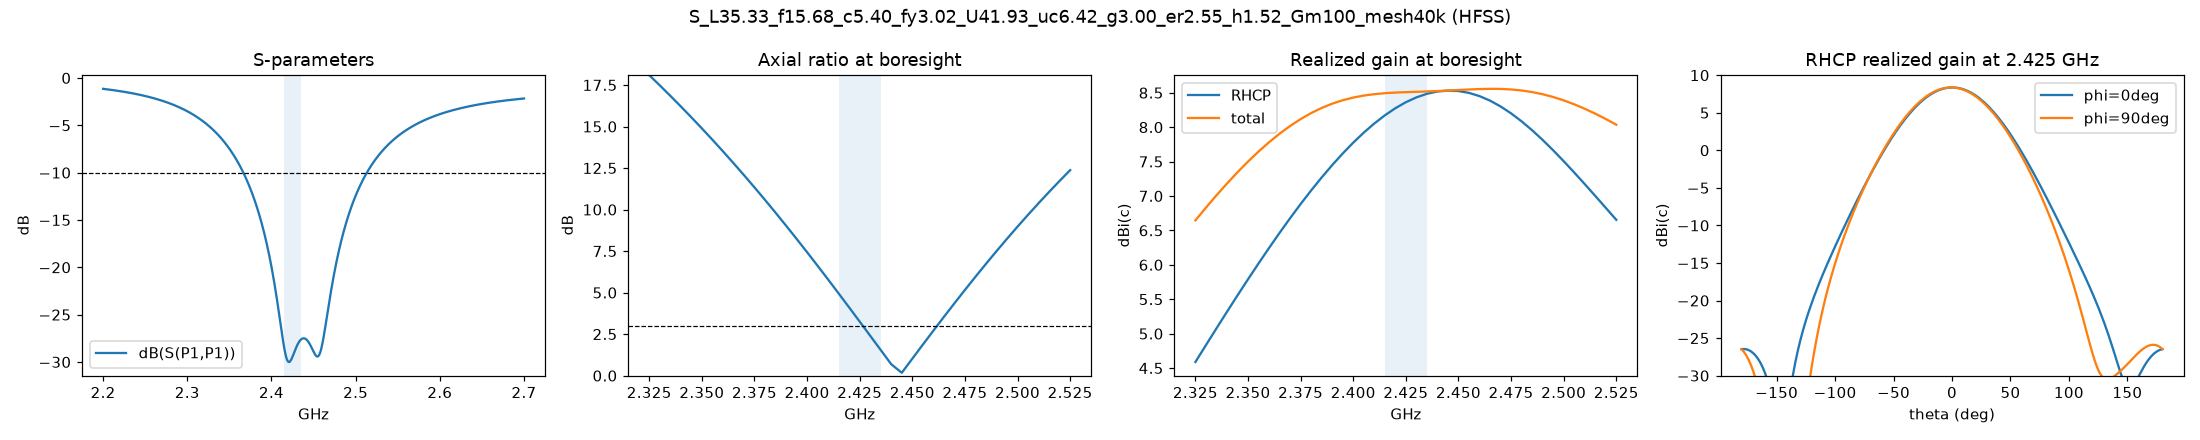 S_L35.33_f15.68_c5.40_fy3.02_U41.93_uc6.42_g3.00_er2.55_h1.52_Gm100_mesh40k (HFSS)
S-parameters
0
−5
−10
−15
−20
−25
−30
dB
dB(S(P1,P1))
2.2 2.3 2.4 2.5 2.6 2.7
GHz
Axial ratio at boresight
17.5
15.0
12.5
10.0
7.5
5.0
2.5
0.0
dB
2.325 2.350 2.375 2.400 2.425 2.450 2.475 2.500 2.525
GHz
Realized gain at boresight
8.5
8.0
7.5
7.0
6.5
6.0
5.5
5.0
4.5
dBi(c)
RHCP
total
2.325 2.350 2.375 2.400 2.425 2.450 2.475 2.500 2.525
GHz
RHCP realized gain at 2.425 GHz
10
5
0
−5
−10
−15
−20
−25
−30
dBi(c)
phi=0deg
phi=90deg
−150 −100 −50 0 50 100 150
theta (deg)